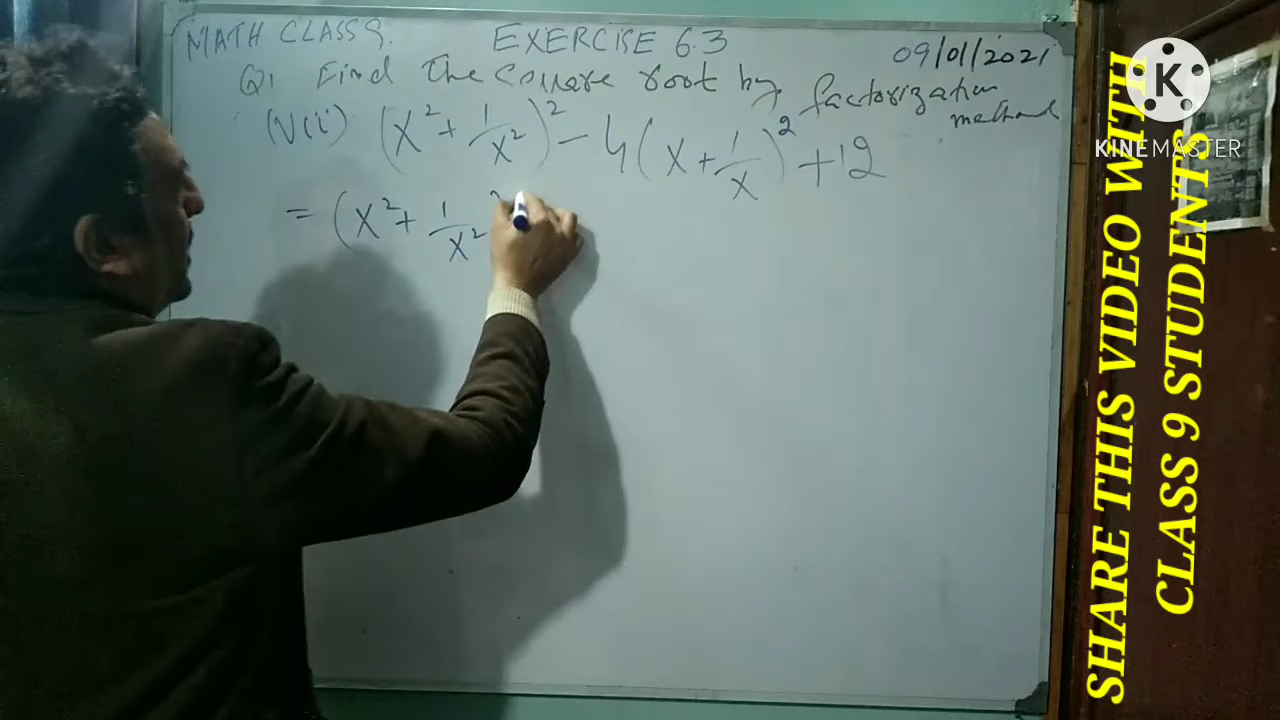 MATH CLASS 9.
EXERCISE 6.3
09/01/2021
Q1 Find the square root by factorization method
(Vii) (x² + 1/x²)² - 4(x + 1/x)² + 12
= (x² + 1/x²
K
KINEMASTER
SHARE THIS VIDEO WITH
CLASS 9 STUDENTS